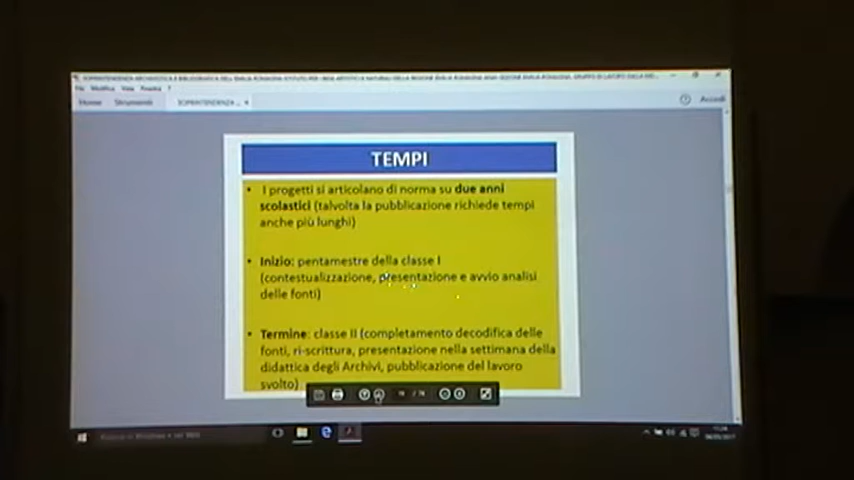 Home Strumenti SOPRINTENDENZA ... × Accedi
TEMPI
• I progetti si articolano di norma su due anni
scolastici (talvolta la pubblicazione richiede tempi
anche più lunghi)
• Inizio: pentamestre della classe I
(contestualizzazione, presentazione e avvio analisi
delle fonti)
• Termine: classe II (completamento decodifica delle
fonti, ri-scrittura, presentazione nella settimana della
didattica degli Archivi, pubblicazione del lavoro
svolto)